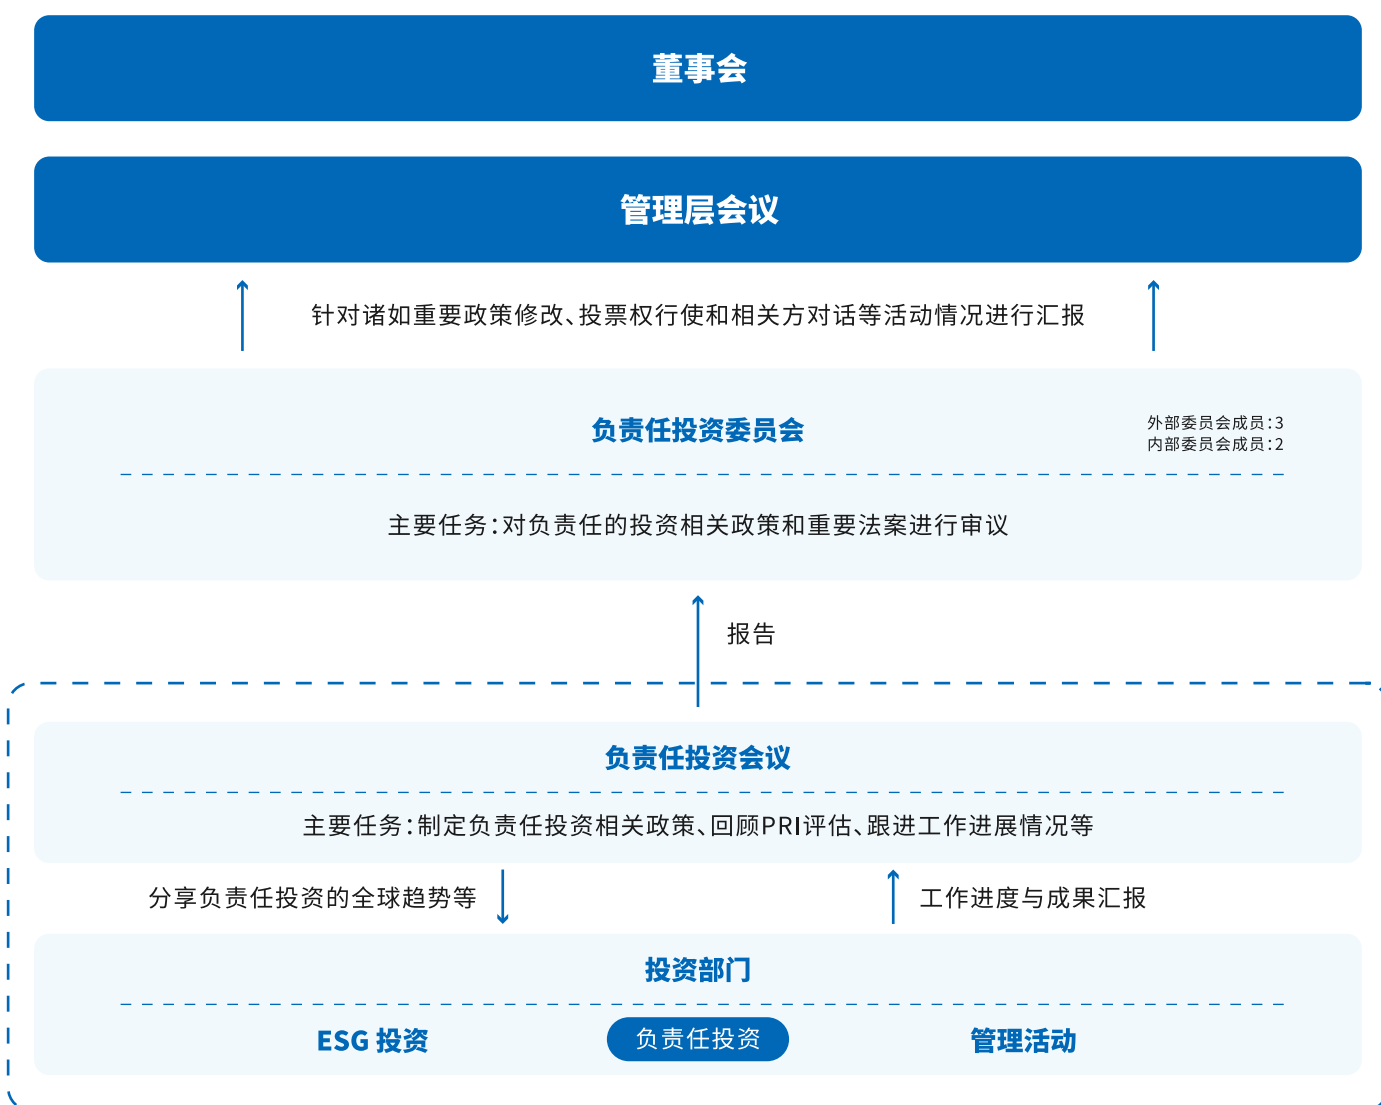 董事会
管理层会议
针对诸如重要政策修改、投票权行使和相关方对话等活动情况进行汇报
负责任投资委员会
外部委员会成员:3
内部委员会成员:2
主要任务:对负责任的投资相关政策和重要法案进行审议
报告
负责任投资会议
主要任务:制定负责任投资相关政策、回顾PRI评估、跟进工作进展情况等
分享负责任投资的全球趋势等
工作进度与成果汇报
投资部门
ESG 投资
负责任投资
管理活动